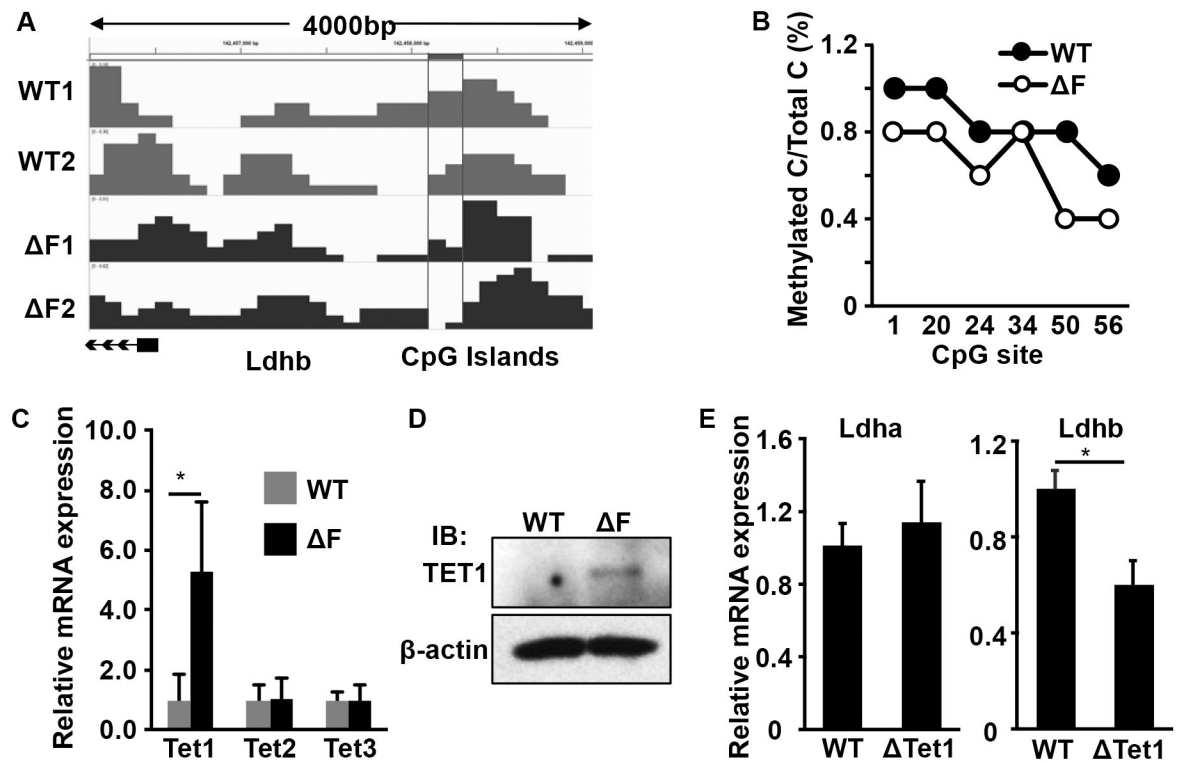 A
4000bp
142,457,000 bp
142,458,000 bp
142,459,000
WT1
WT2
ΔF1
ΔF2
Ldhb
CpG Islands
B
Methylated C/Total C (%)
1.2
0.8
0.4
0
WT
ΔF
1 20 24 34 50 56
CpG site
C
Relative mRNA expression
10.0
8.0
6.0
4.0
2.0
0.0
*
WT
ΔF
Tet1 Tet2 Tet3
D
WT ΔF
IB:
TET1
β-actin
E
Relative mRNA expression
Ldha
1.6
1.2
0.8
0.4
0
WT ΔTet1
Ldhb
1.2
0.8
0.4
0
*
WT ΔTet1